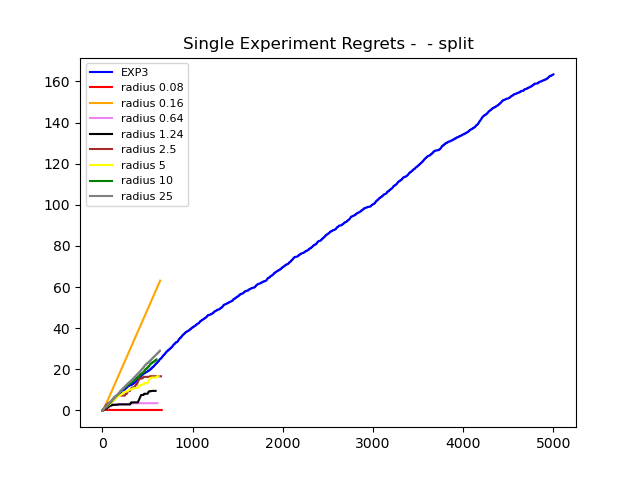 Single Experiment Regrets -  - split
EXP3
radius 0.08
radius 0.16
radius 0.64
radius 1.24
radius 2.5
radius 5
radius 10
radius 25
160
140
120
100
80
60
40
20
0
0 1000 2000 3000 4000 5000